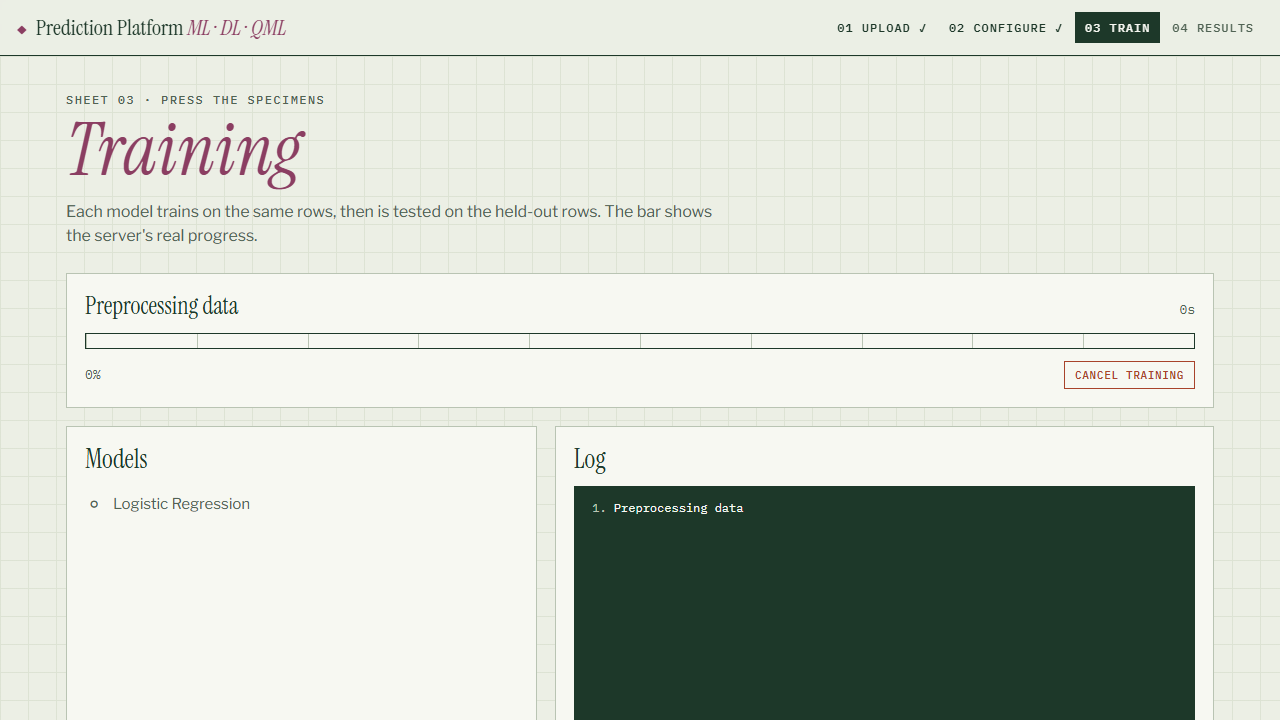 ◆ Prediction Platform ML · DL · QML
01 UPLOAD ✓ 02 CONFIGURE ✓ 03 TRAIN 04 RESULTS
SHEET 03 · PRESS THE SPECIMENS
Training
Each model trains on the same rows, then is tested on the held-out rows. The bar shows
the server's real progress.
Preprocessing data
0s
0%
CANCEL TRAINING
Models
Logistic Regression
Log
1. Preprocessing data